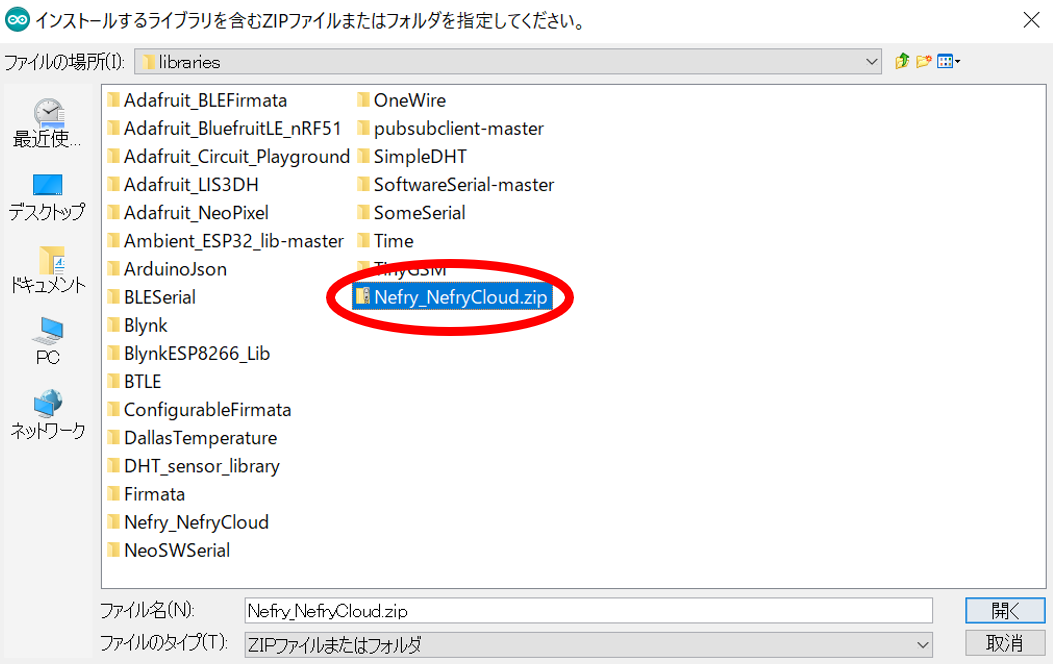 インストールするライブラリを含むZIPファイルまたはフォルダを指定してください。
ファイルの場所(I):
libraries
最近使...
デスクトップ
ドキュメント
PC
ネットワーク
Adafruit_BLEFirmata
Adafruit_BluefruitLE_nRF51
Adafruit_Circuit_Playground
Adafruit_LIS3DH
Adafruit_NeoPixel
Ambient_ESP32_lib-master
ArduinoJson
BLESerial
Blynk
BlynkESP8266_Lib
BTLE
ConfigurableFirmata
DallasTemperature
DHT_sensor_library
Firmata
Nefry_NefryCloud
NeoSWSerial
OneWire
pubsubclient-master
SimpleDHT
SoftwareSerial-master
SomeSerial
Time
TinyGSM
Nefry_NefryCloud.zip
ファイル名(N):
Nefry_NefryCloud.zip
開く
ファイルのタイプ(T):
ZIPファイルまたはフォルダ
取消